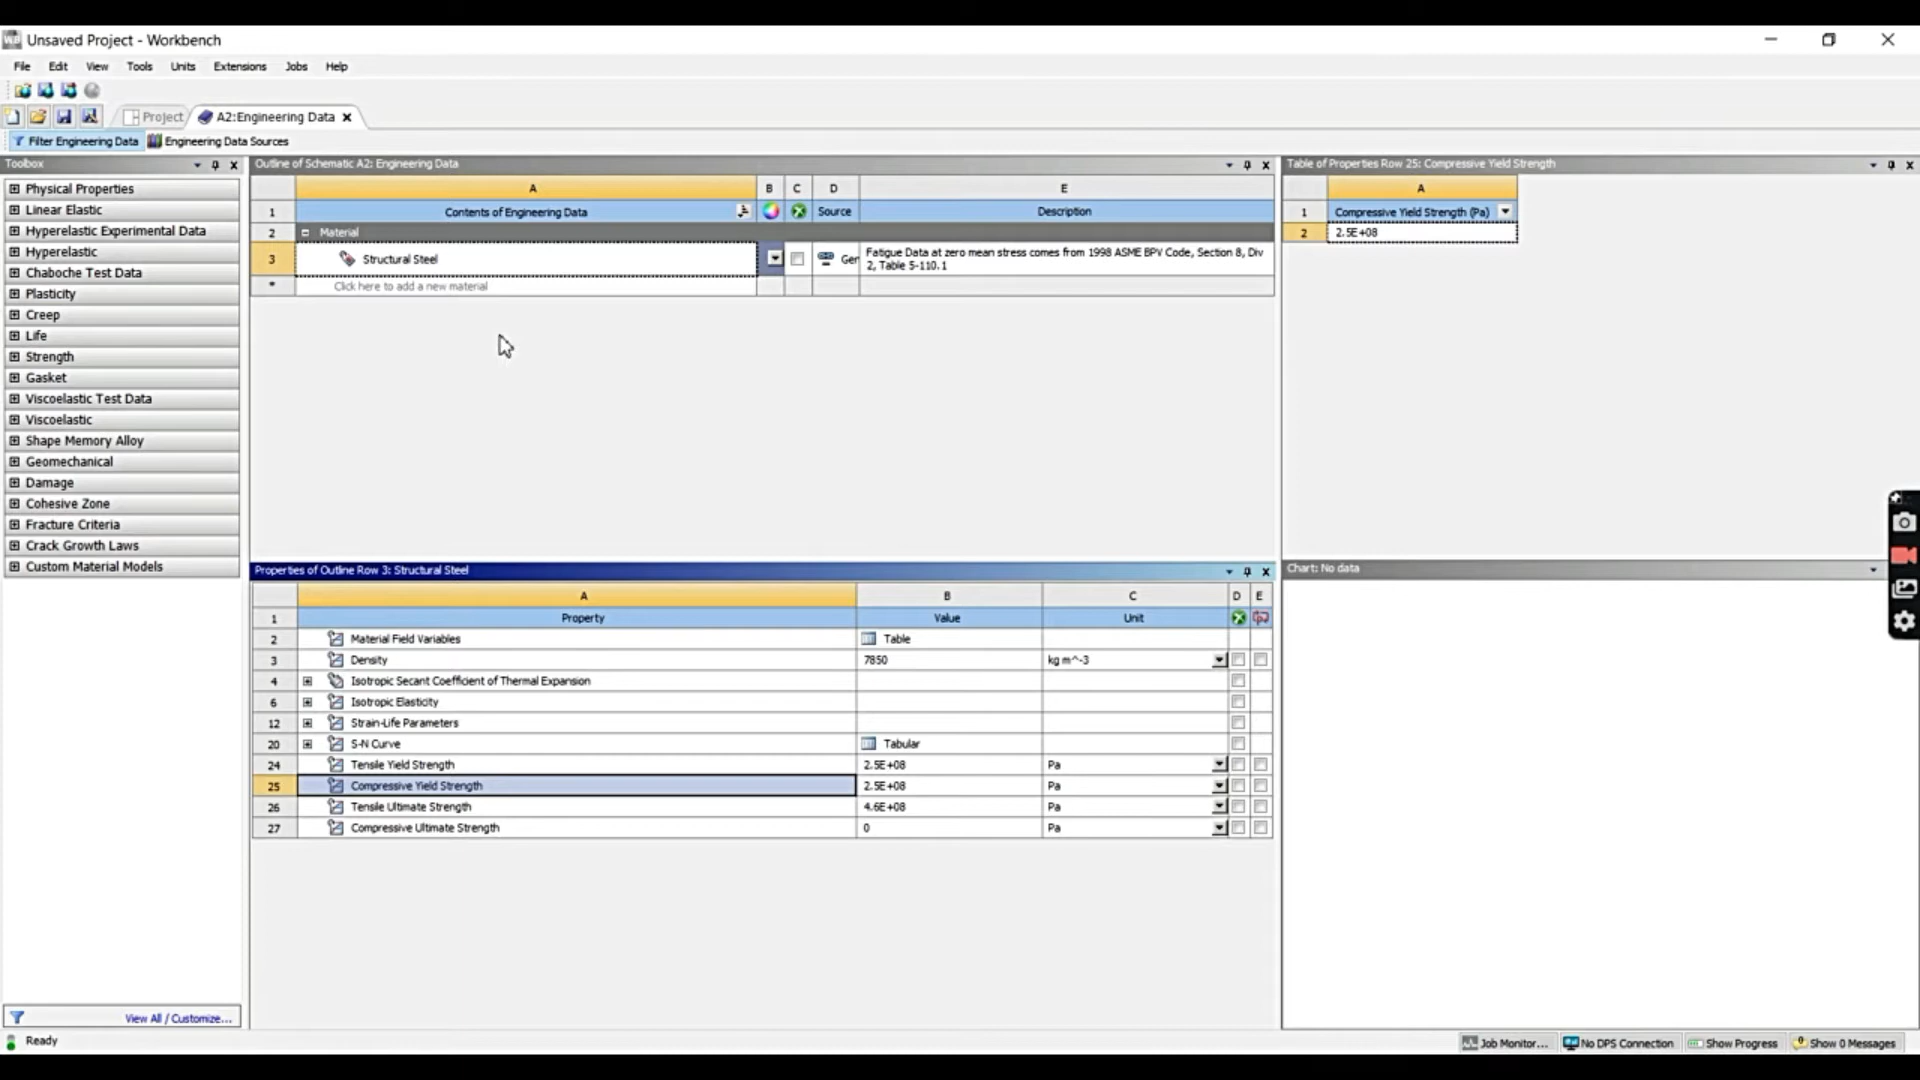 Unsaved Project - Workbench
File Edit View Tools Units Extensions Jobs Help
Project A2:Engineering Data
Filter Engineering Data Engineering Data Sources
Toolbox
Physical Properties
Linear Elastic
Hyperelastic Experimental Data
Hyperelastic
Chaboche Test Data
Plasticity
Creep
Life
Strength
Gasket
Viscoelastic Test Data
Viscoelastic
Shape Memory Alloy
Geomechanical
Damage
Cohesive Zone
Fracture Criteria
Crack Growth Laws
Custom Material Models
View All / Customize...
Outline of Schematic A2: Engineering Data
A B C D E
1 Contents of Engineering Data Source Description
2 Material
3 Structural Steel Ger Fatigue Data at zero mean stress comes from 1998 ASME BPV Code, Section 8, Div
2, Table 5-110.1
* Click here to add a new material
Table of Properties Row 25: Compressive Yield Strength
A
1 Compressive Yield Strength (Pa)
2 2.5E+08
Properties of Outline Row 3: Structural Steel
A B C D E
1 Property Value Unit
2 Material Field Variables Table
3 Density 7850 kg m^-3
4 Isotropic Secant Coefficient of Thermal Expansion
6 Isotropic Elasticity
12 Strain-Life Parameters
20 S-N Curve Tabular
24 Tensile Yield Strength 2.5E+08 Pa
25 Compressive Yield Strength 2.5E+08 Pa
26 Tensile Ultimate Strength 4.6E+08 Pa
27 Compressive Ultimate Strength 0 Pa
Chart: No data
Ready
Job Monitor... No DPS Connection Show Progress Show 0 Messages